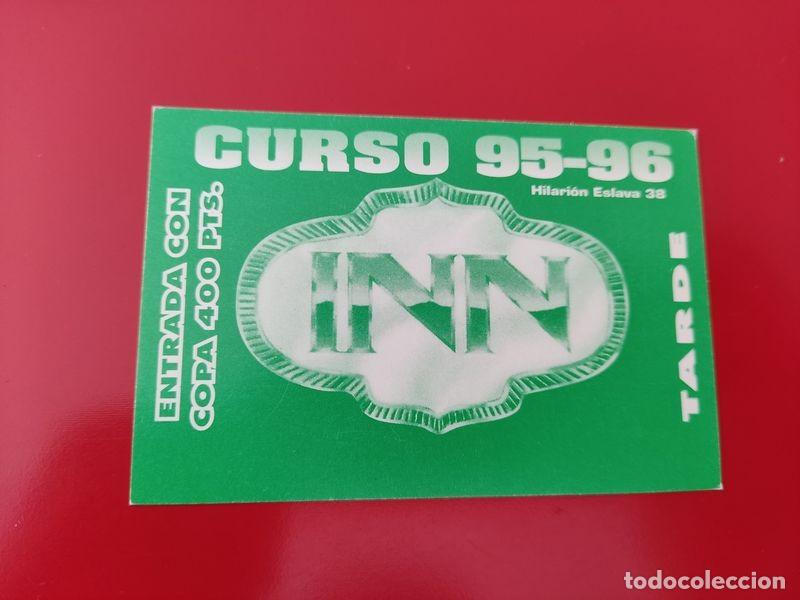 CURSO 95-96
Hilarión Eslava 38
ENTRADA CON
COPA 400 PTS.
INN
TARDE
todocoleccion